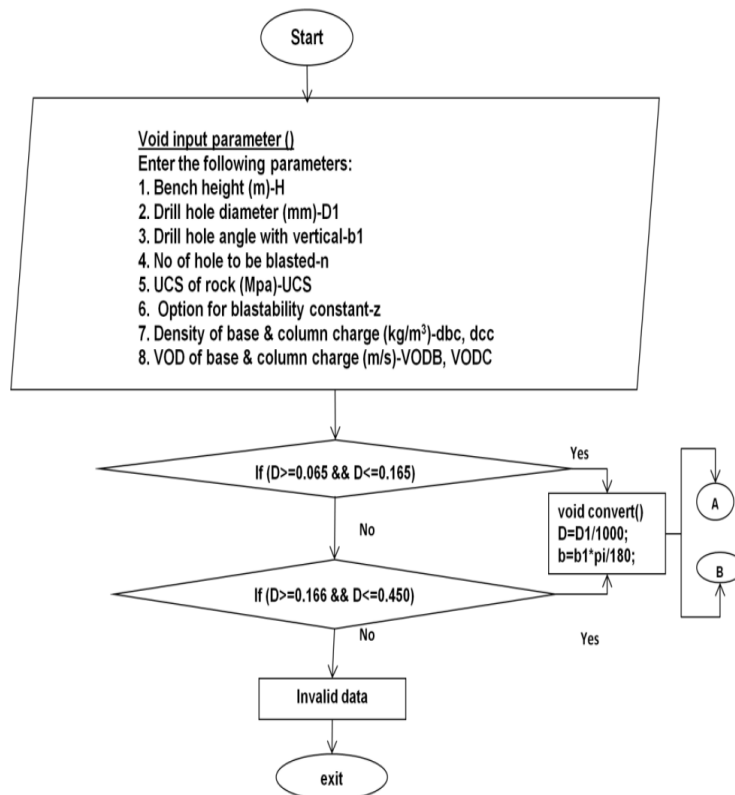 Start
Void input parameter ()
Enter the following parameters:
1. Bench height (m)-H
2. Drill hole diameter (mm)-D1
3. Drill hole angle with vertical-b1
4. No of hole to be blasted-n
5. UCS of rock (Mpa)-UCS
6. Option for blastability constant-z
7. Density of base & column charge (kg/m³)-dbc, dcc
8. VOD of base & column charge (m/s)-VODB, VODC
If (D>=0.065 && D<=0.165)
Yes
No
void convert()
D=D1/1000;
b=b1*pi/180;
A
B
If (D>=0.166 && D<=0.450)
No
Yes
Invalid data
exit